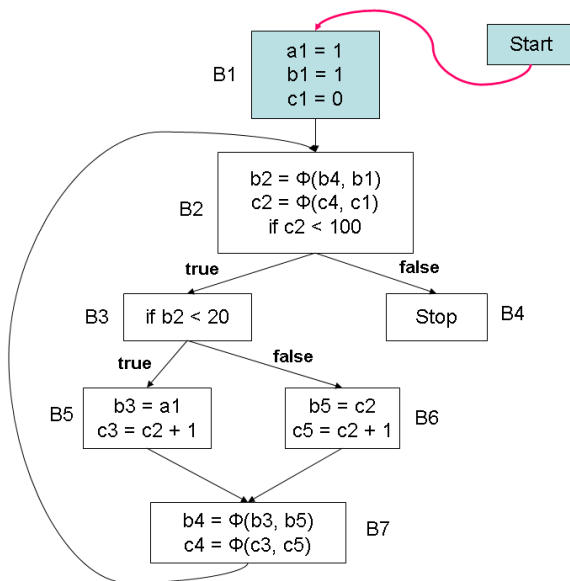 Start
B1
a1 = 1
b1 = 1
c1 = 0
B2
b2 = Φ(b4, b1)
c2 = Φ(c4, c1)
if c2 < 100
true
false
B3
if b2 < 20
Stop
B4
true
false
B5
b3 = a1
c3 = c2 + 1
b5 = c2
c5 = c2 + 1
B6
b4 = Φ(b3, b5)
c4 = Φ(c3, c5)
B7